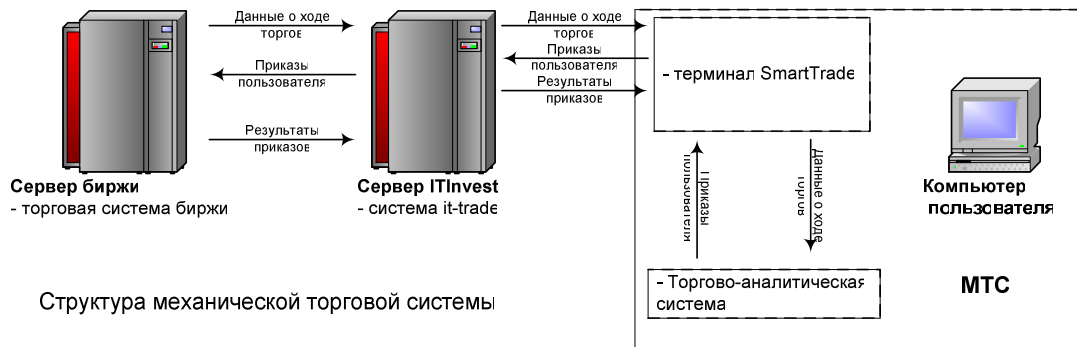 Данные о ходе
торгов
Приказы
пользователя
Результаты
приказов
Сервер биржи
- торговая система биржи
Данные о ходе
торгов
Приказы
пользователя
Результаты
приказов
Сервер ITInvest
- система it-trade
- терминал SmartTrade
Приказы
пользователя
Данные о ходе
торгов
- Торгово-аналитическая
система
Компьютер
пользователя
МТС
Структура механической торговой системы